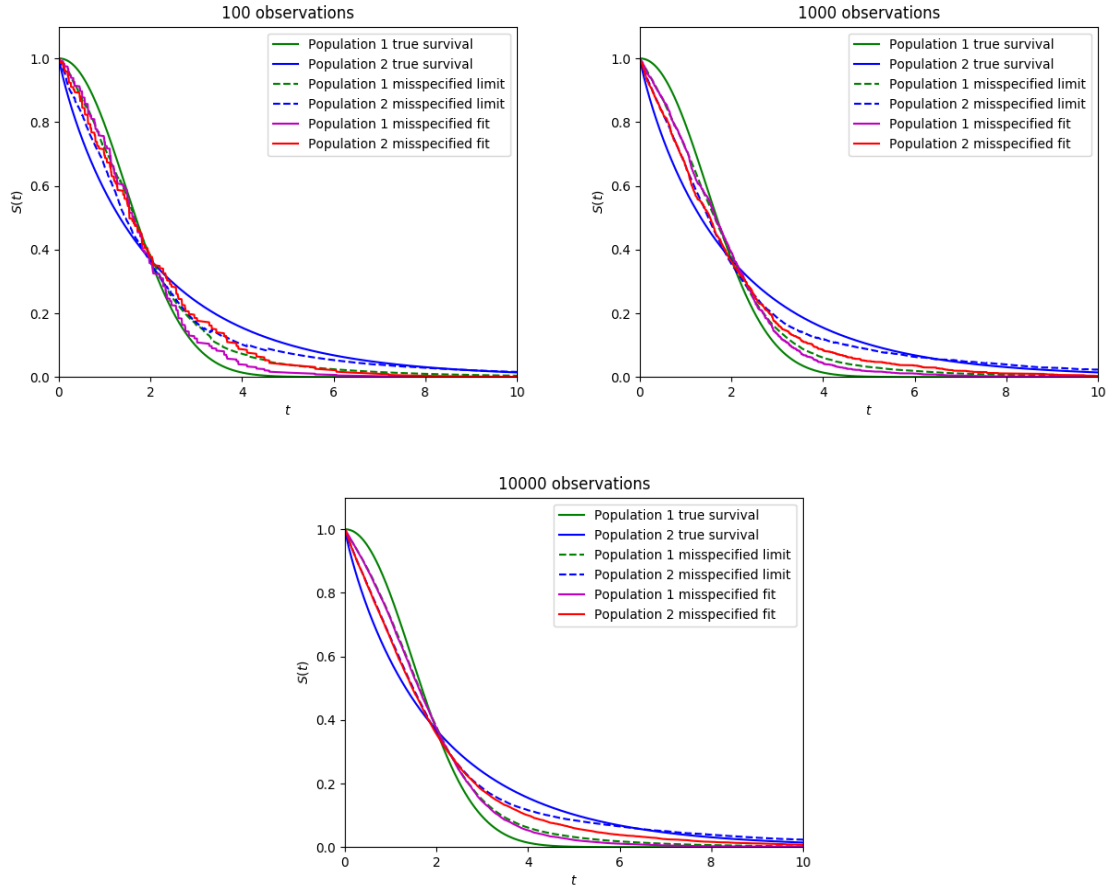 100 observations
1.0
0.8
0.6
0.4
0.2
0.0
S(t)
0 2 4 6 8 10
t
Population 1 true survival
Population 2 true survival
Population 1 misspecified limit
Population 2 misspecified limit
Population 1 misspecified fit
Population 2 misspecified fit
1000 observations
1.0
0.8
0.6
0.4
0.2
0.0
S(t)
0 2 4 6 8 10
t
Population 1 true survival
Population 2 true survival
Population 1 misspecified limit
Population 2 misspecified limit
Population 1 misspecified fit
Population 2 misspecified fit
10000 observations
1.0
0.8
0.6
0.4
0.2
0.0
S(t)
0 2 4 6 8 10
t
Population 1 true survival
Population 2 true survival
Population 1 misspecified limit
Population 2 misspecified limit
Population 1 misspecified fit
Population 2 misspecified fit